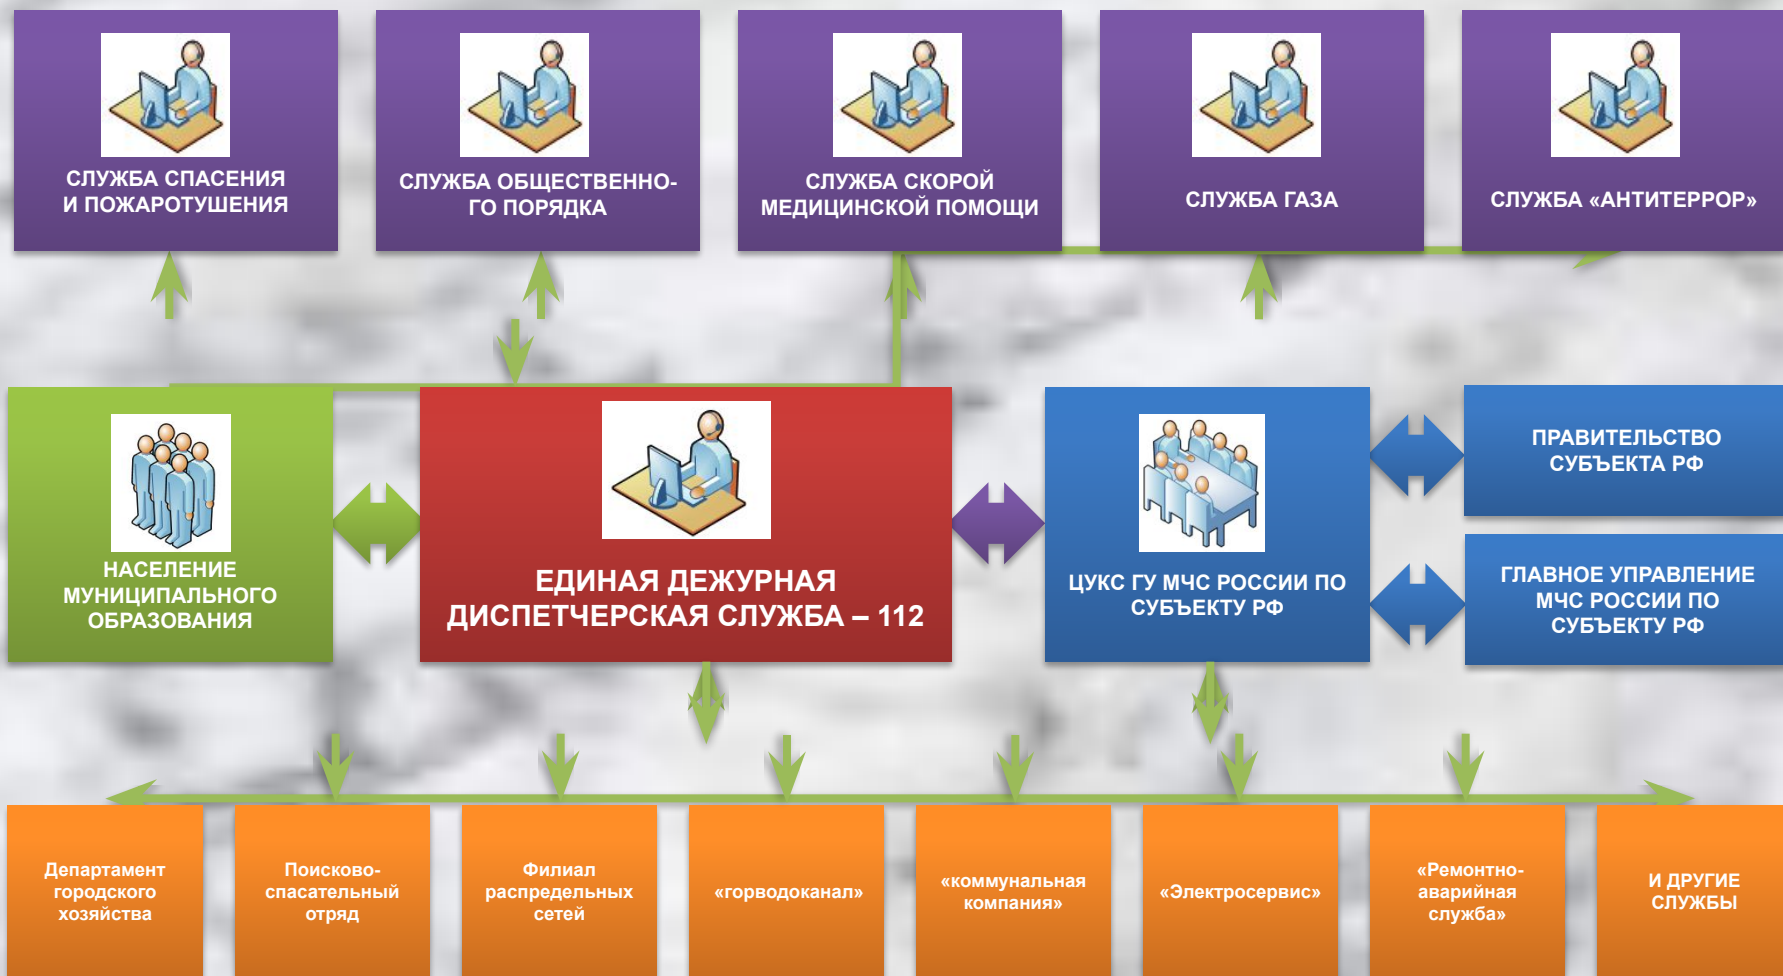 СЛУЖБА СПАСЕНИЯ
И ПОЖАРОТУШЕНИЯ
СЛУЖБА ОБЩЕСТВЕННО-
ГО ПОРЯДКА
СЛУЖБА СКОРОЙ
МЕДИЦИНСКОЙ ПОМОЩИ
СЛУЖБА ГАЗА
СЛУЖБА «АНТИТЕРРОР»
НАСЕЛЕНИЕ
МУНИЦИПАЛЬНОГО
ОБРАЗОВАНИЯ
ЕДИНАЯ ДЕЖУРНАЯ
ДИСПЕТЧЕРСКАЯ СЛУЖБА – 112
ЦУКС ГУ МЧС РОССИИ ПО
СУБЪЕКТУ РФ
ПРАВИТЕЛЬСТВО
СУБЪЕКТА РФ
ГЛАВНОЕ УПРАВЛЕНИЕ
МЧС РОССИИ ПО
СУБЪЕКТУ РФ
Департамент
городского
хозяйства
Поисково-
спасательный
отряд
Филиал
распредельных
сетей
«горводоканал»
«коммунальная
компания»
«Электросервис»
«Ремонтно-
аварийная
служба»
И ДРУГИЕ
СЛУЖБЫ